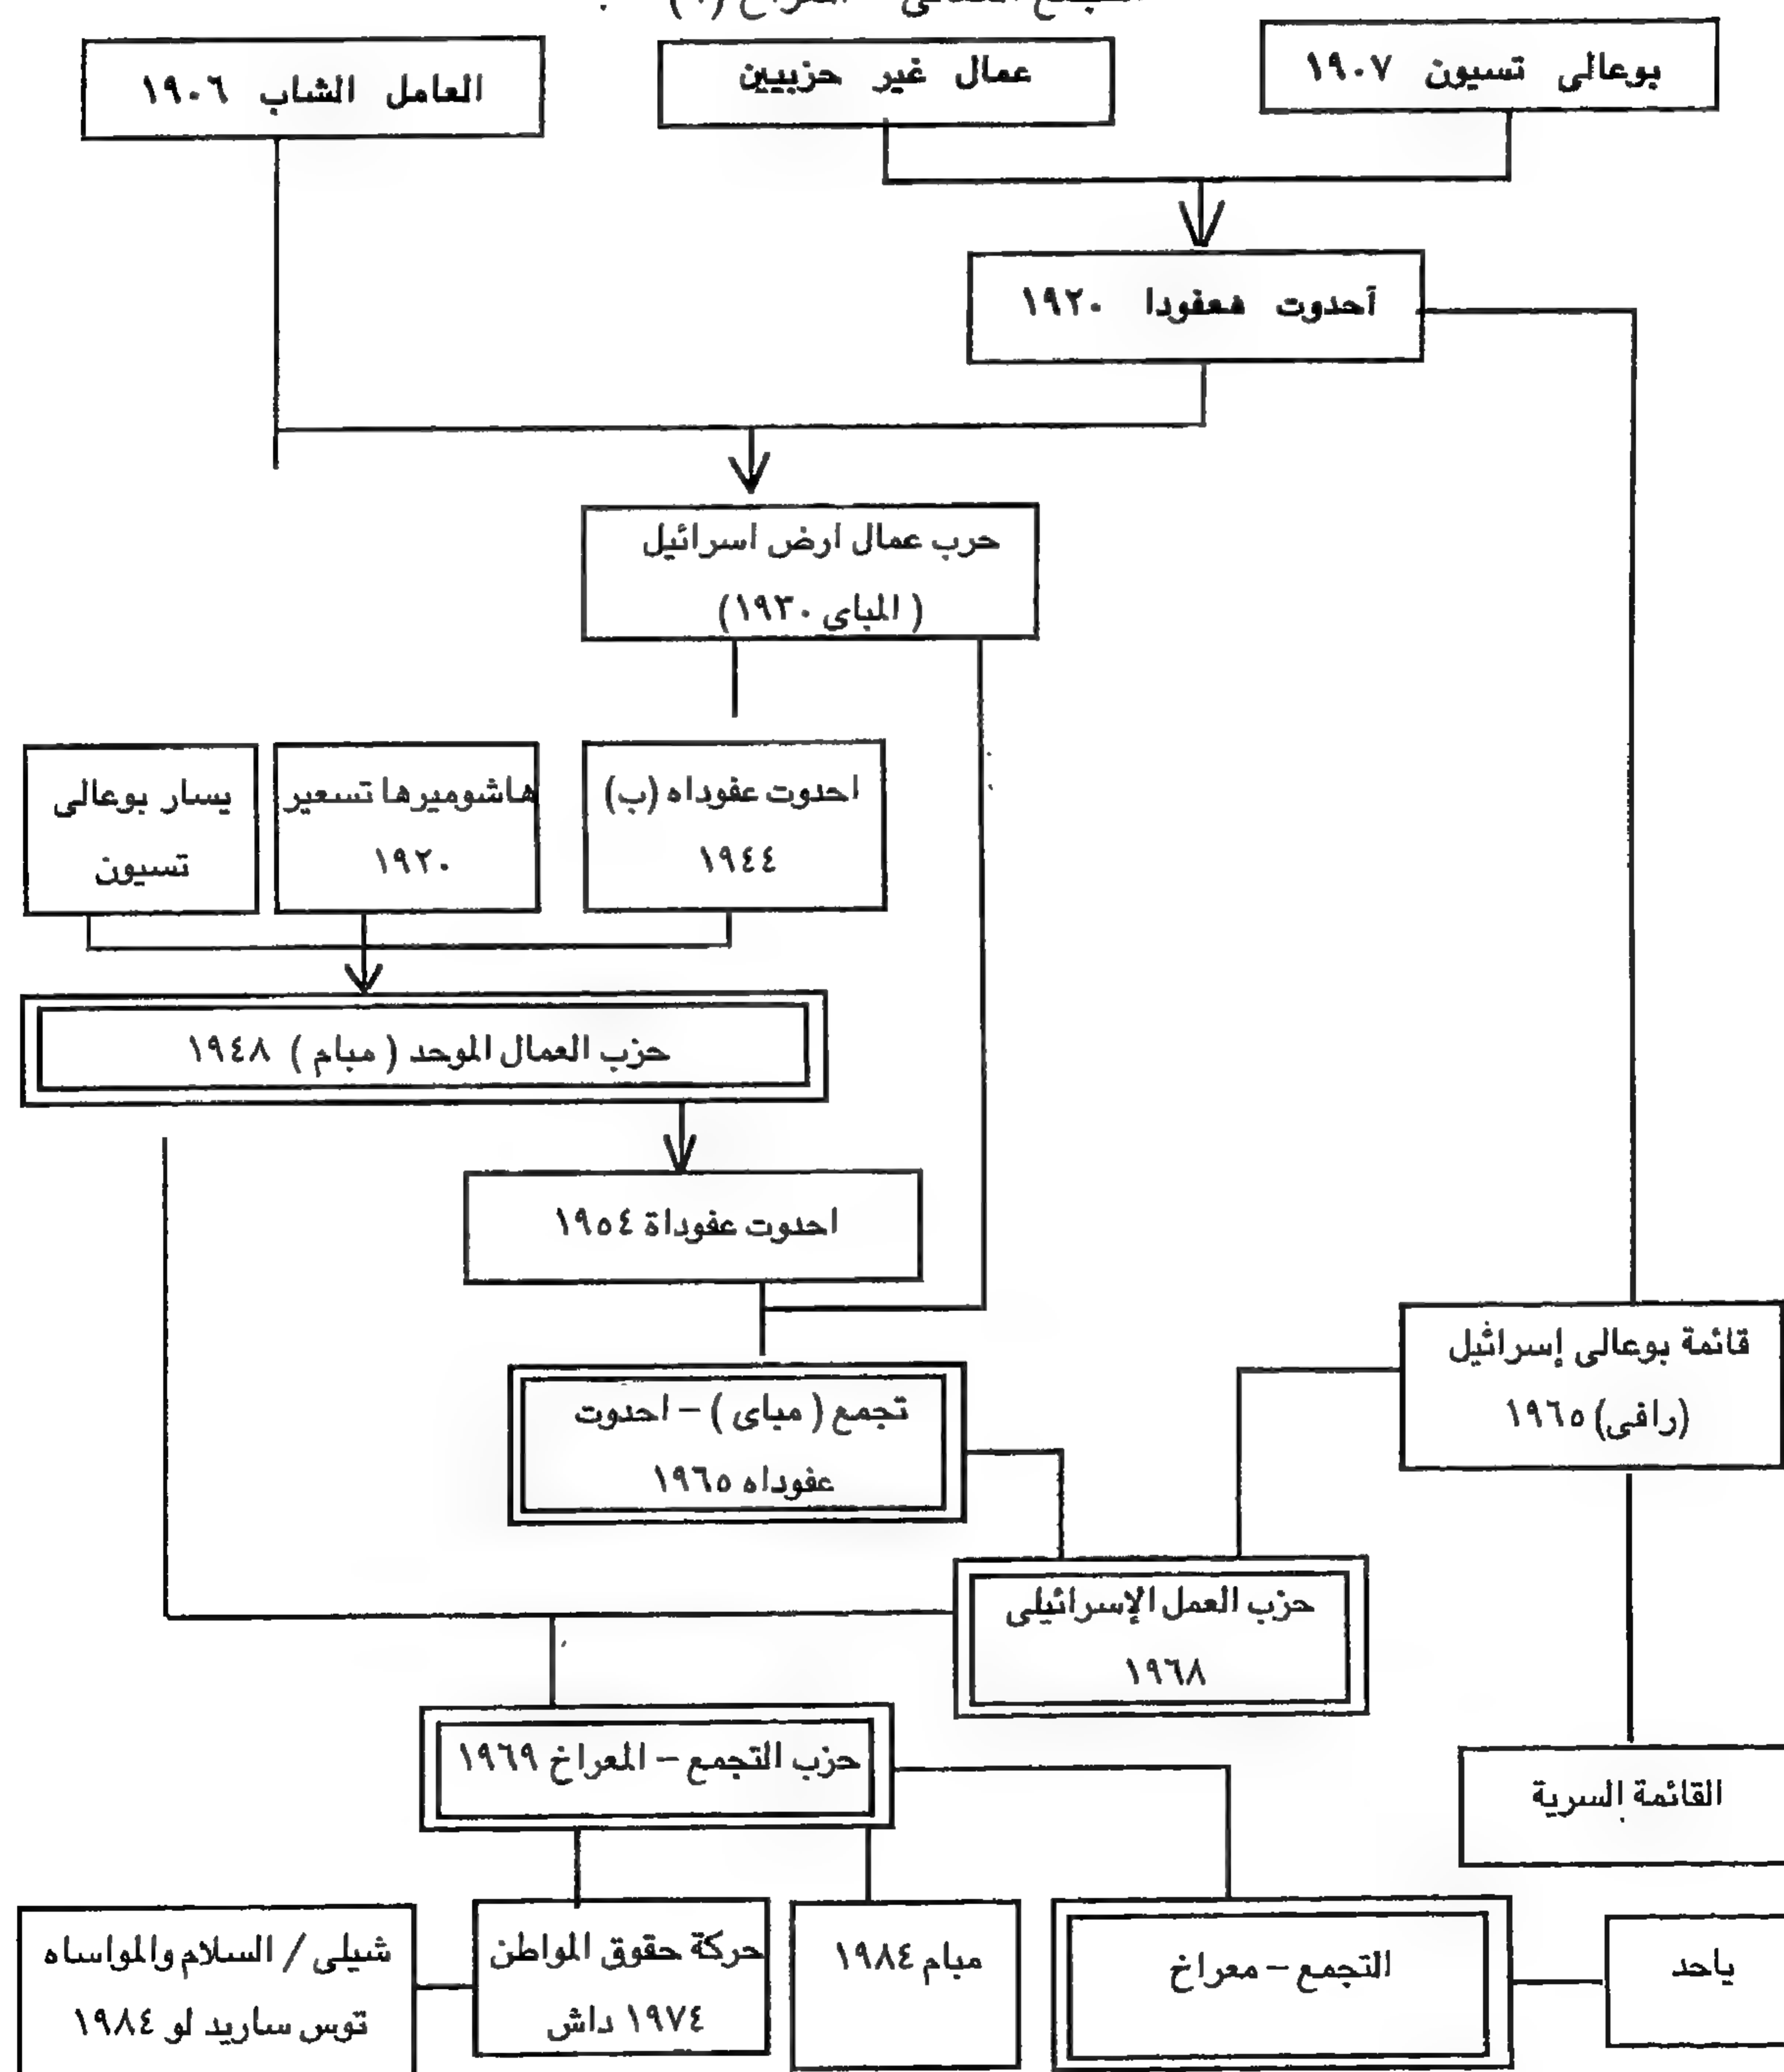 بوعالى تسيون ١٩٠٧
عمال غير حزبيين
العامل الشاب ١٩٠٦
آحدوت معفودا ١٩٢٠
حرب عمال ارض اسرائيل
( المباى ١٩٣٠)
احدوت عفوداه (ب)
١٩٤٤
هاشوميرها تسعير
١٩٢٠
يسار بوعالى
تسيون
حزب العمال الموحد ( مبام ) ١٩٤٨
احدوت عفوداة ١٩٥٤
قائمة بوعالى إسرائيل
(رافى) ١٩٦٥
تجمع ( مباى ) – احدوت
عفوداه ١٩٦٥
حزب العمل الإسرائيلى
١٩٦٨
حزب التجمع – المعراخ ١٩٦٩
القائمة السرية
ياحد
التجمع – معراخ
مبام ١٩٨٤
حركة حقوق المواطن
١٩٧٤ داش
شيلى / السلام والمواساه
توس ساريد لو ١٩٨٤